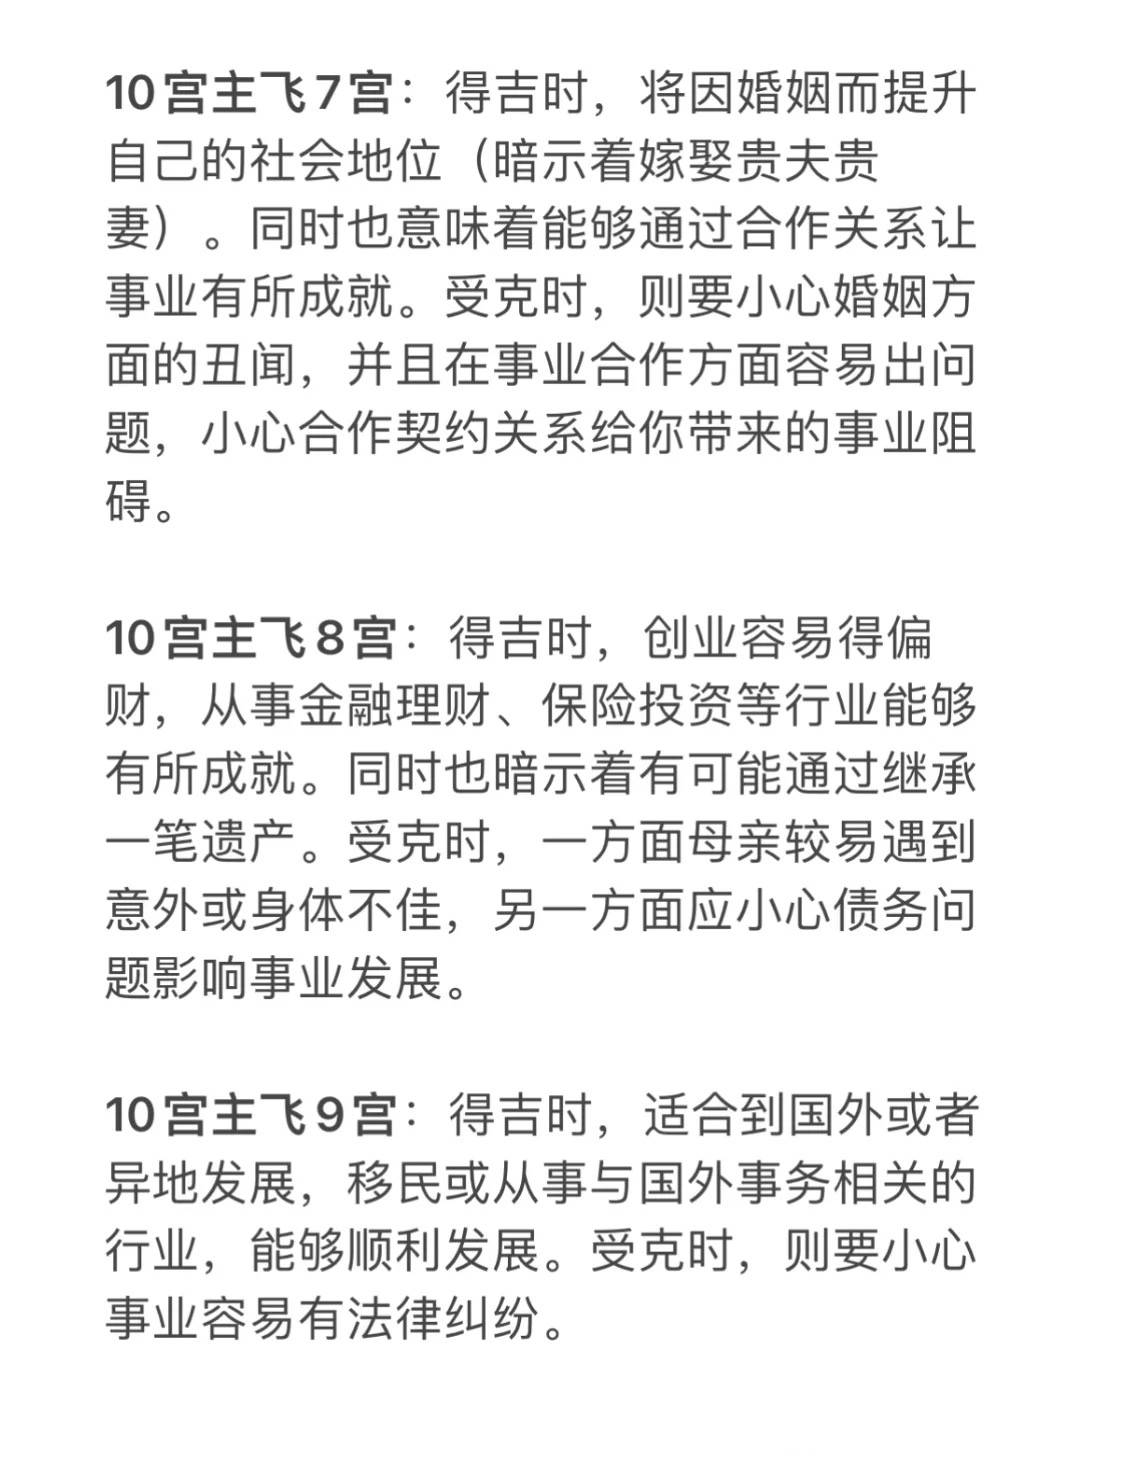 10宫主飞7宫：得吉时，将因婚姻而提升
自己的社会地位（暗示着嫁娶贵夫贵
妻）。同时也意味着能够通过合作关系让
事业有所成就。受克时，则要小心婚姻方
面的丑闻，并且在事业合作方面容易出问
题，小心合作契约关系给你带来的事业阻
碍。
10宫主飞8宫：得吉时，创业容易得偏
财，从事金融理财、保险投资等行业能够
有所成就。同时也暗示着有可能通过继承
一笔遗产。受克时，一方面母亲较易遇到
意外或身体不佳，另一方面应小心债务问
题影响事业发展。
10宫主飞9宫：得吉时，适合到国外或者
异地发展，移民或从事与国外事务相关的
行业，能够顺利发展。受克时，则要小心
事业容易有法律纠纷。